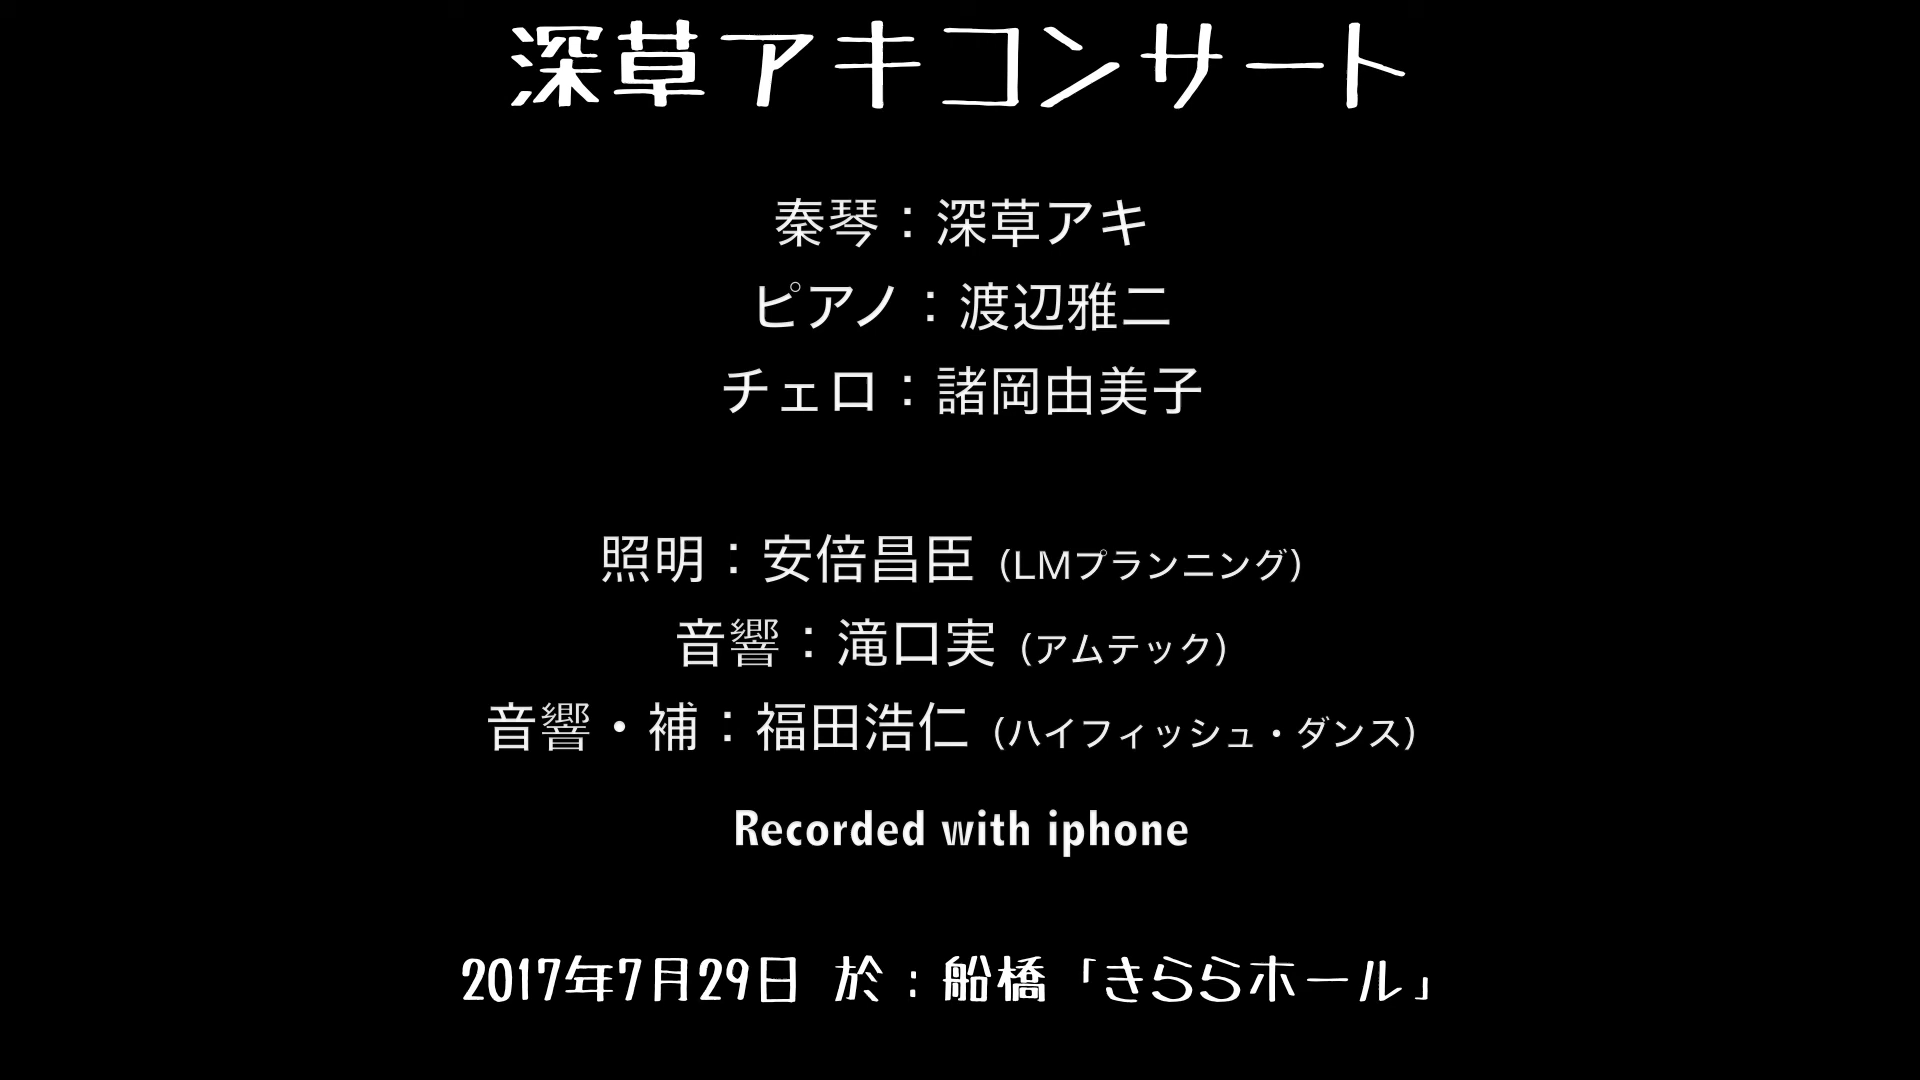 深草アキコンサート
秦琴：深草アキ
ピアノ：渡辺雅二
チェロ：諸岡由美子
照明：安倍昌臣（LMプランニング）
音響：滝口実（アムテック）
音響・補：福田浩仁（ハイフィッシュ・ダンス）
Recorded with iphone
2017年7月29日 於：船橋「きららホール」